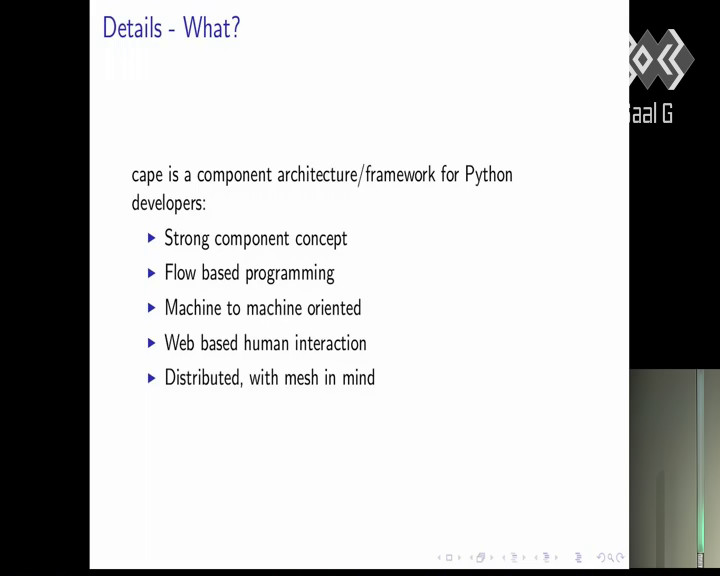 Details - What?
cape is a component architecture/framework for Python
developers:
Strong component concept
Flow based programming
Machine to machine oriented
Web based human interaction
Distributed, with mesh in mind
aal G